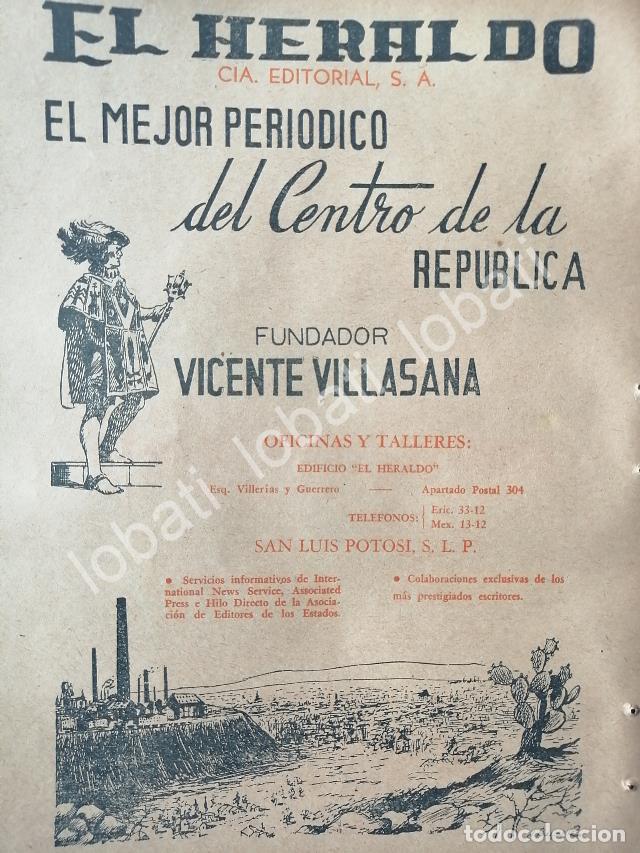 EL HERALDO
CIA. EDITORIAL, S. A.
EL MEJOR PERIODICO
del Centro de la
REPUBLICA
FUNDADOR
VICENTE VILLASANA
OFICINAS Y TALLERES:
EDIFICIO "EL HERALDO"
Esq. Villerias y Guerrero — Apartado Postal 304
TELEFONOS: { Eric. 33-12
Mex. 13-12
SAN LUIS POTOSI, S. L. P.
• Servicios informativos de Inter-
national News Service, Associated
Press e Hilo Directo de la Asocia-
ción de Editores de los Estados.
• Colaboraciones exclusivas de los
más prestigiados escritores.
lobati lobati lobati lobati
todocoleccion